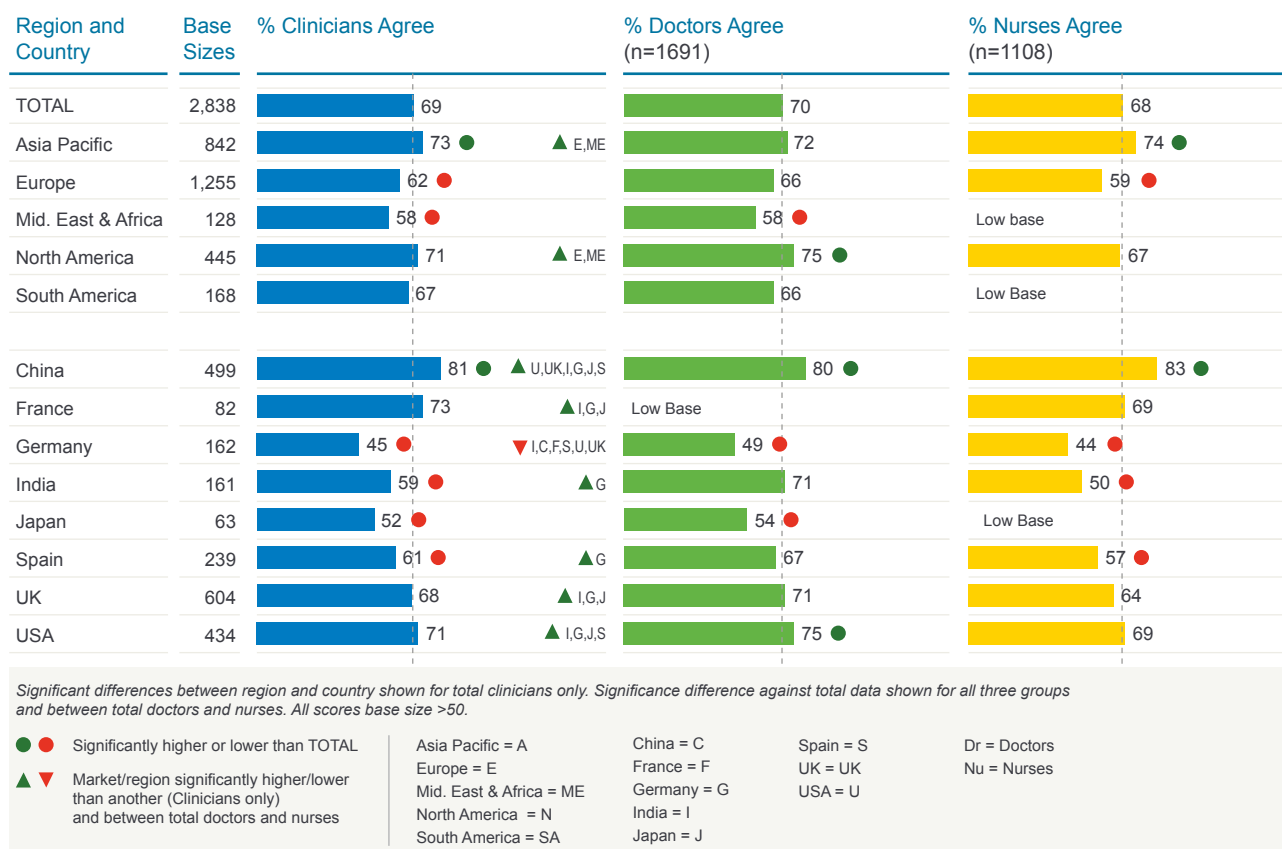 Region and Country Base Sizes % Clinicians Agree % Doctors Agree (n=1691) % Nurses Agree (n=1108)
TOTAL 2,838 69 70 68
Asia Pacific 842 73 E,ME 72 74
Europe 1,255 62 66 59
Mid. East & Africa 128 58 58 Low base
North America 445 71 E,ME 75 67
South America 168 67 66 Low Base
China 499 81 U,UK,I,G,J,S 80 83
France 82 73 I,G,J Low Base 69
Germany 162 45 I,C,F,S,U,UK 49 44
India 161 59 G 71 50
Japan 63 52 54 Low Base
Spain 239 61 G 67 57
UK 604 68 I,G,J 71 64
USA 434 71 I,G,J,S 75 69
Significant differences between region and country shown for total clinicians only. Significance difference against total data shown for all three groups
and between total doctors and nurses. All scores base size >50.
Significantly higher or lower than TOTAL
Market/region significantly higher/lower
than another (Clinicians only)
and between total doctors and nurses
Asia Pacific = A
Europe = E
Mid. East & Africa = ME
North America = N
South America = SA
China = C
France = F
Germany = G
India = I
Japan = J
Spain = S
UK = UK
USA = U
Dr = Doctors
Nu = Nurses